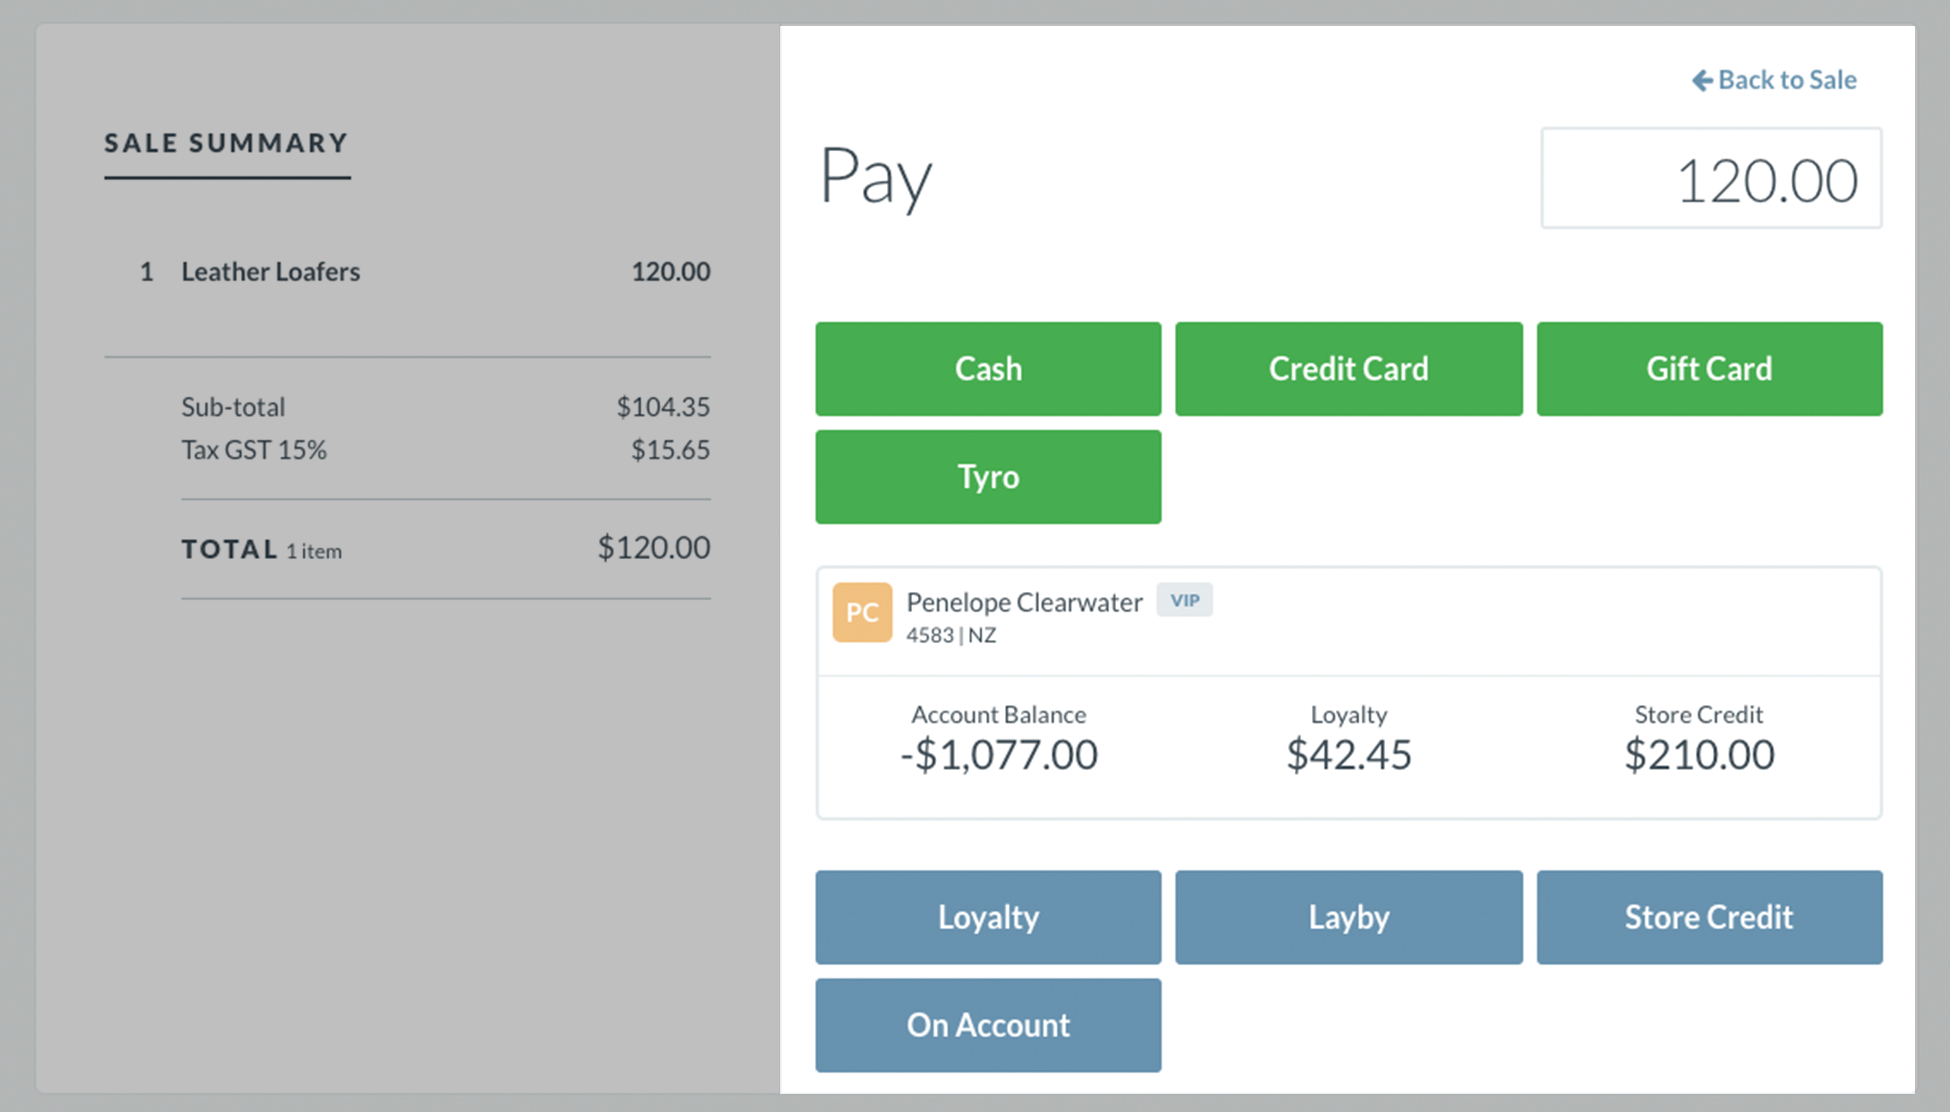 SALE SUMMARY
1 Leather Loafers 120.00
Sub-total $104.35
Tax GST 15% $15.65
TOTAL 1 item $120.00
Back to Sale
Pay 120.00
Cash Credit Card Gift Card
Tyro
PC Penelope Clearwater VIP
4583 | NZ
Account Balance Loyalty Store Credit
-$1,077.00 $42.45 $210.00
Loyalty Layby Store Credit
On Account